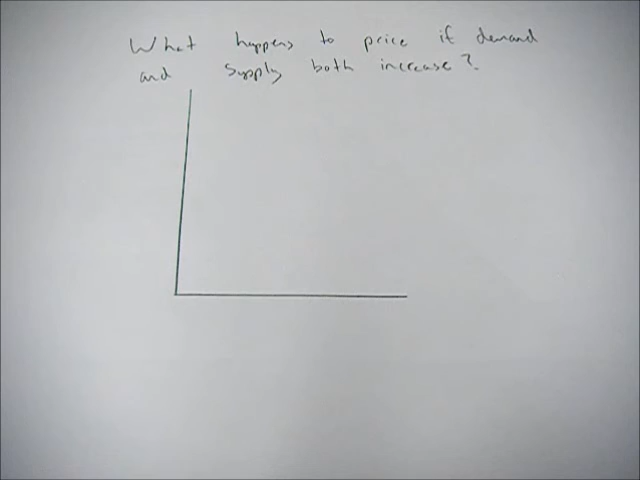 What happens to price if demand
and supply both increase?